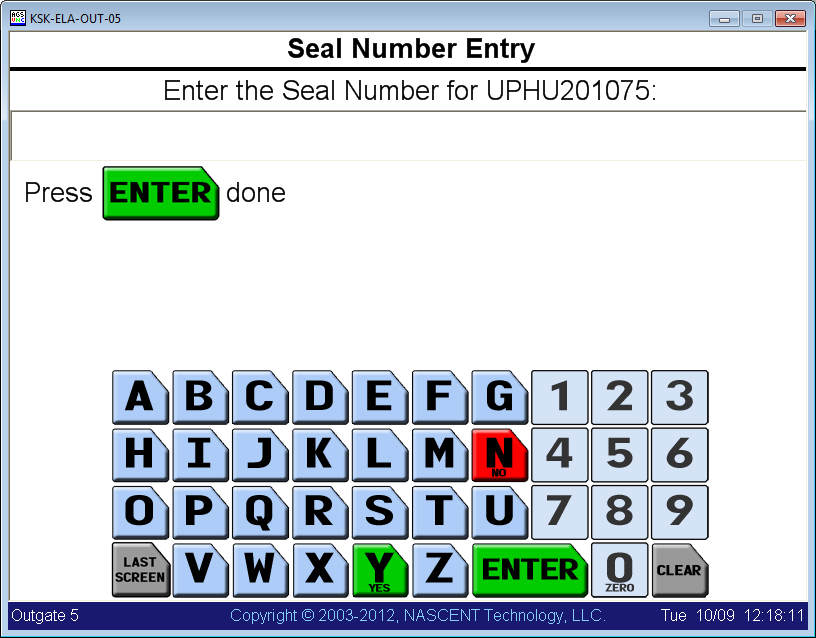 KSK-ELA-OUT-05
Seal Number Entry
Enter the Seal Number for UPHU201075:
Press ENTER done
A B C D E F G 1 2 3
H I J K L M N NO 4 5 6
O P Q R S T U 7 8 9
LAST SCREEN V W X Y YES Z ENTER 0 ZERO CLEAR
Outgate 5 Copyright © 2003-2012, NASCENT Technology, LLC. Tue 10/09 12:18:11